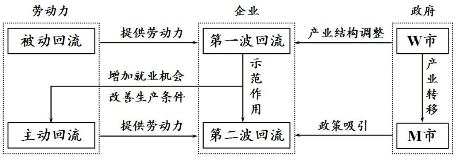 劳动力 企业 政府
被动回流 提供劳动力 第一波回流 产业结构调整 W市
增加就业机会
改善生产条件
示范作用
产业转移
主动回流 提供劳动力 第二波回流 政策吸引 M市